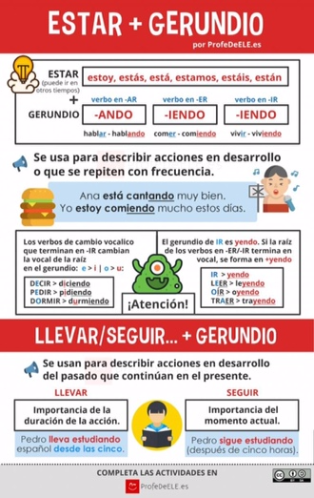 ESTAR + GERUNDIO
por ProfeDeELE.es
ESTAR
(puede ir en
otros tiempos)
estoy, estás, está, estamos, estáis, están
+
GERUNDIO
verbo en -AR
verbo en -ER
verbo en -IR
-ANDO
-IENDO
-IENDO
hablar - hablando
comer - comiendo
vivir - viviendo
Se usa para describir acciones en desarrollo
o que se repiten con frecuencia.
Ana está cantando muy bien.
Yo estoy comiendo mucho estos días.
Los verbos de cambio vocalico
que terminan en -IR cambian
la vocal de la raíz
en el gerundio: e > i | o > u:
DECIR > diciendo
PEDIR > pidiendo
DORMIR > durmiendo
¡Atención!
El gerundio de IR es yendo. Si la raíz
de los verbos en -ER/-IR termina en
vocal, se forma en +yendo
IR > yendo
LEER > leyendo
OÍR > oyendo
TRAER > trayendo
LLEVAR/SEGUIR... + GERUNDIO
Se usan para describir acciones en desarrollo
del pasado que continúan en el presente.
LLEVAR
Importancia de la
duración de la acción.
Pedro lleva estudiando
español desde las cinco.
SEGUIR
Importancia del
momento actual.
Pedro sigue estudiando
(después de cinco horas).
COMPLETA LAS ACTIVIDADES EN
ProfeDeELE.es